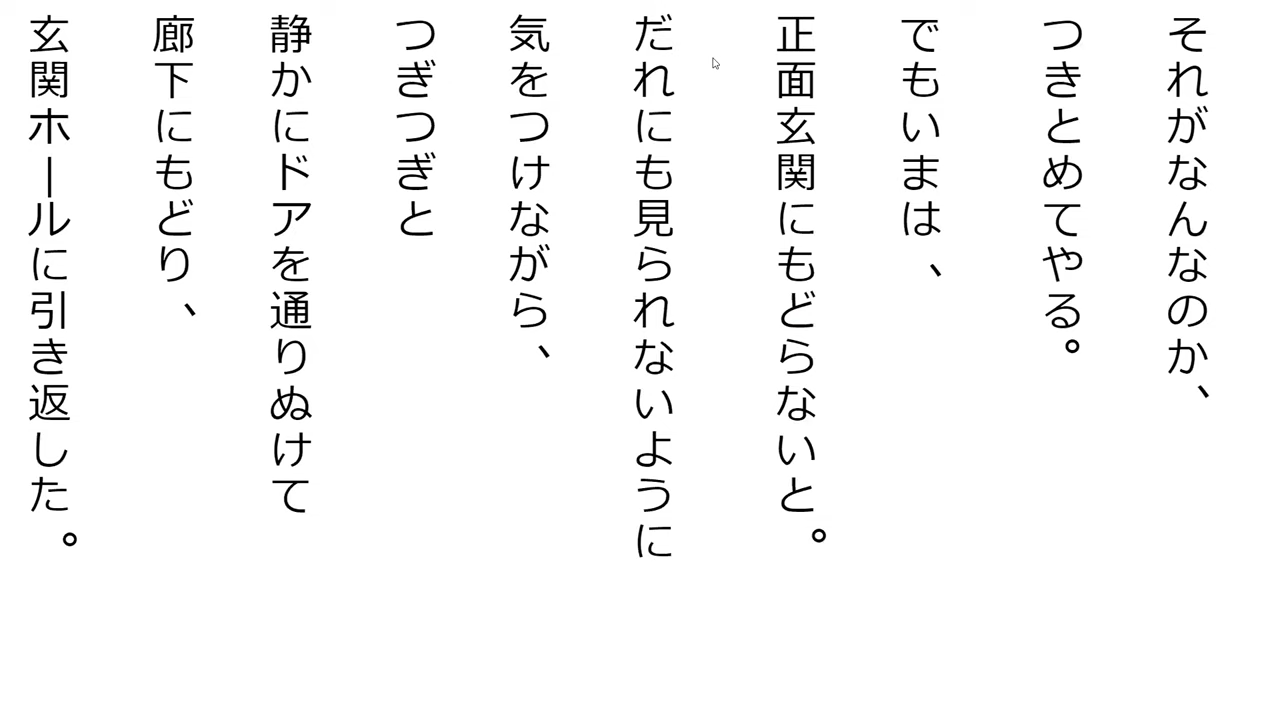 それがなんなのか、
つきとめてやる。
でもいまは、
正面玄関にもどらないと。
だれにも見られないように
気をつけながら、
つぎつぎと
静かにドアを通りぬけて
廊下にもどり、
玄関ホールに引き返した。